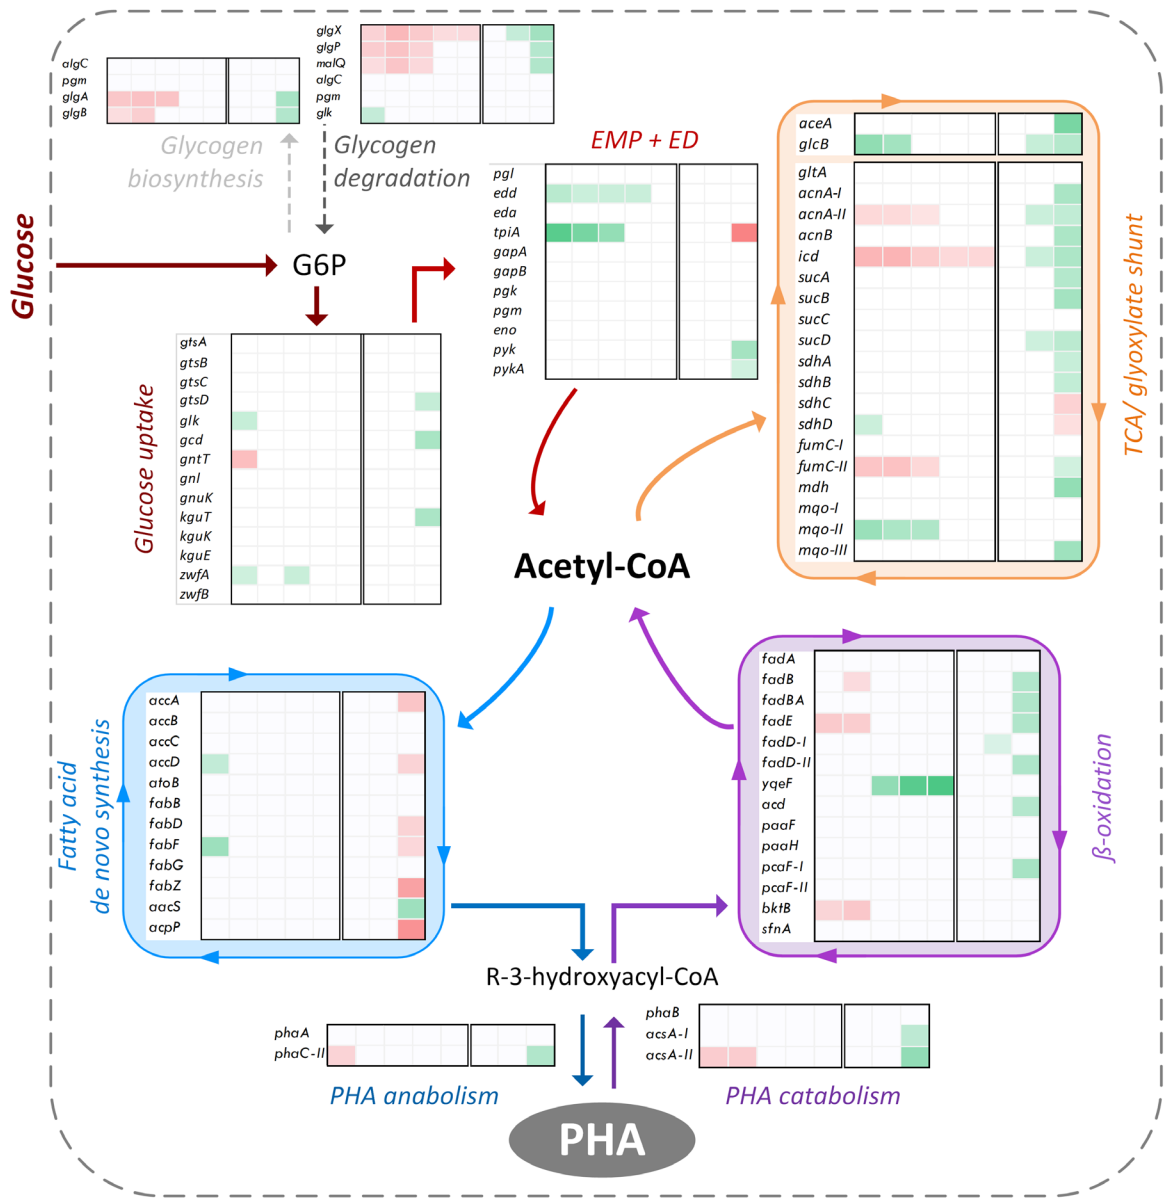 glgX
glgP
malQ
algC
pgm
glk
algC
pgm
glgA
glgB
Glycogen
biosynthesis
Glycogen
degradation
EMP + ED
pgl
edd
eda
tpiA
gapA
gapB
pgk
pgm
eno
pyk
pykA
aceA
glcB
gltA
acnA-I
acnA-II
acnB
icd
sucA
sucB
sucC
sucD
sdhA
sdhB
sdhC
sdhD
fumC-I
fumC-II
mdh
mqo-I
mqo-II
mqo-III
TCA/ glyoxylate shunt
Glucose
G6P
Glucose uptake
gtsA
gtsB
gtsC
gtsD
glk
gcd
gntT
gnl
gnuK
kguT
kguK
kguE
zwfA
zwfB
Acetyl-CoA
Fatty acid
de novo synthesis
accA
accB
accC
accD
atoB
fabB
fabD
fabF
fabG
fabZ
aacS
acpP
fadA
fadB
fadBA
fadE
fadD-I
fadD-II
yqeF
acd
paaF
paaH
pcaF-I
pcaF-II
bktB
sfnA
ß-oxidation
R-3-hydroxyacyl-CoA
phaA
phaC-II
PHA anabolism
phaB
acsA-I
acsA-II
PHA catabolism
PHA